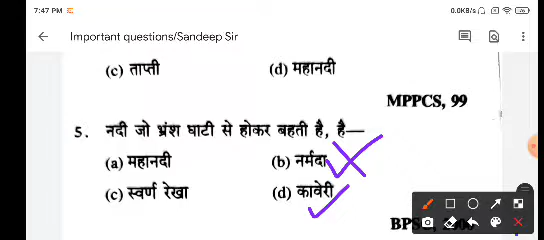 7:47 PM
0.0KB/s
Important questions/Sandeep Sir
(c) ताप्ती (d) महानदी
MPPCS, 99
5. नदी जो भ्रंश घाटी से होकर बहती है, है—
(a) महानदी (b) नर्मदा
(c) स्वर्ण रेखा (d) कावेरी